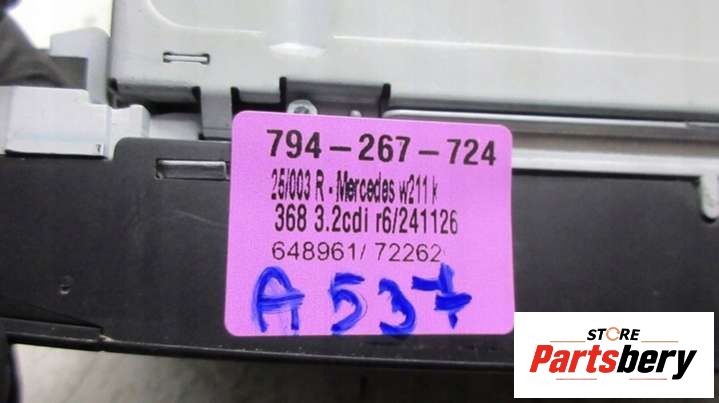 794-267-724
25/003 R - Mercedes w211 k
368 3.2cdi r6/241126
648961/ 72262
A 537
STORE
Partsbery